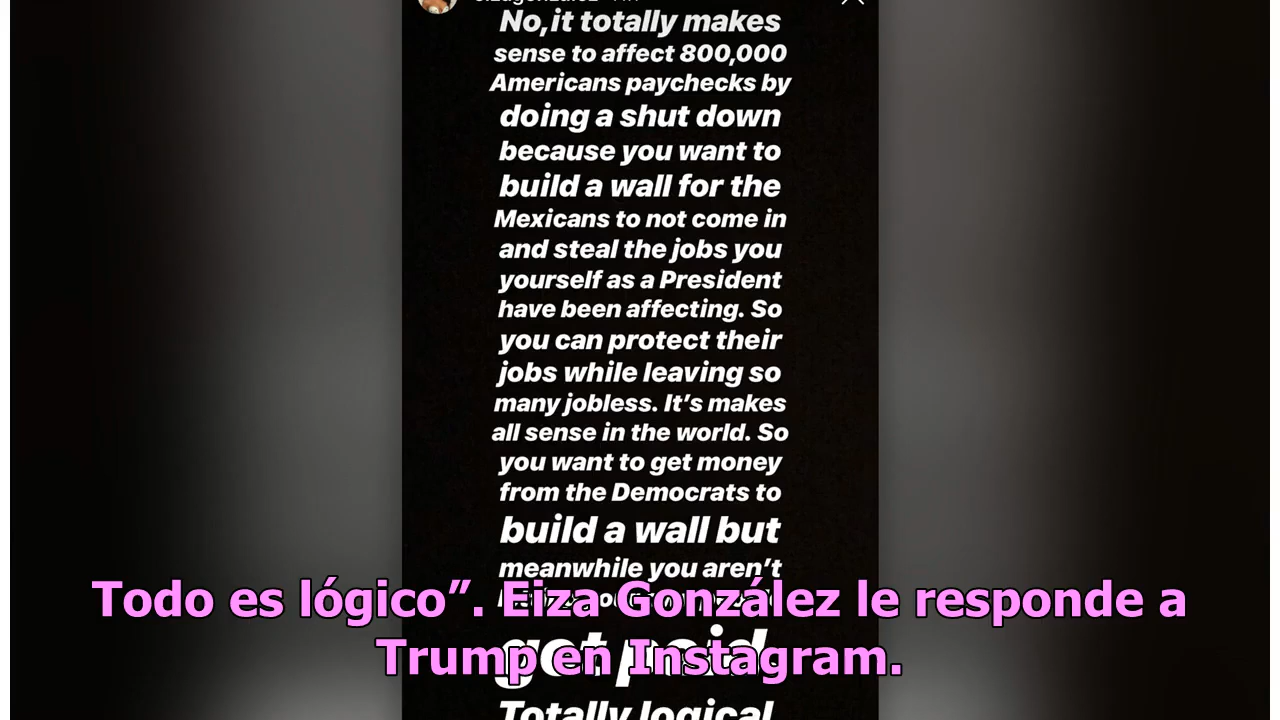 No,it totally makes
sense to affect 800,000
Americans paychecks by
doing a shut down
because you want to
build a wall for the
Mexicans to not come in
and steal the jobs you
yourself as a President
have been affecting. So
you can protect their
jobs while leaving so
many jobless. It’s makes
all sense in the world. So
you want to get money
from the Democrats to
build a wall but
meanwhile you aren’t
get paid
Totally logical
Todo es lógico”. Eiza González le responde a
Trump en Instagram.